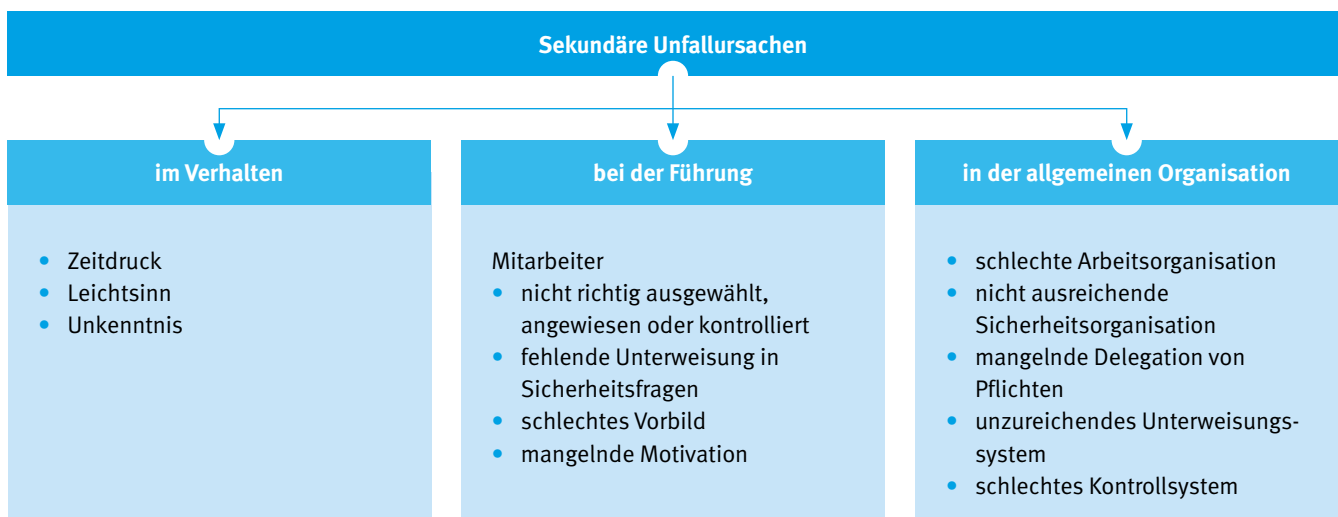 Sekundäre Unfallursachen
im Verhalten
• Zeitdruck
• Leichtsinn
• Unkenntnis
bei der Führung
Mitarbeiter
• nicht richtig ausgewählt,
angewiesen oder kontrolliert
• fehlende Unterweisung in
Sicherheitsfragen
• schlechtes Vorbild
• mangelnde Motivation
in der allgemeinen Organisation
• schlechte Arbeitsorganisation
• nicht ausreichende
Sicherheitsorganisation
• mangelnde Delegation von
Pflichten
• unzureichendes Unterweisungs-
system
• schlechtes Kontrollsystem